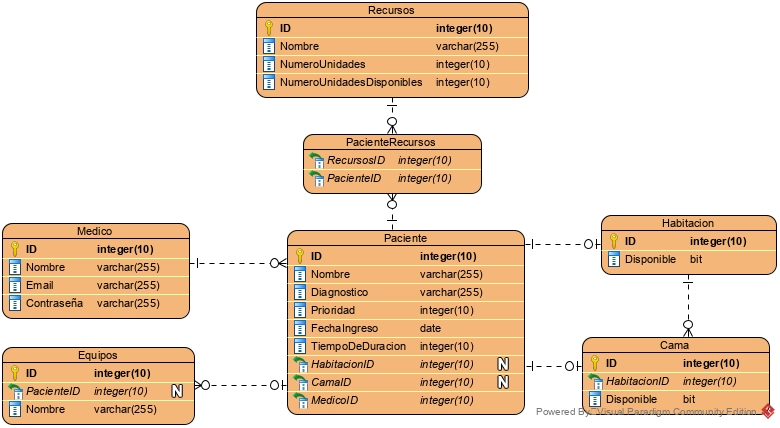 Recursos
ID integer(10)
Nombre varchar(255)
NumeroUnidades integer(10)
NumeroUnidadesDisponibles integer(10)
PacienteRecursos
RecursosID integer(10)
PacienteID integer(10)
Medico
ID integer(10)
Nombre varchar(255)
Email varchar(255)
Contraseña varchar(255)
Paciente
ID integer(10)
Nombre varchar(255)
Diagnostico varchar(255)
Prioridad integer(10)
FechaIngreso date
TiempoDeDuracion integer(10)
HabitacionID integer(10) N
CamaID integer(10) N
MedicoID integer(10)
Habitacion
ID integer(10)
Disponible bit
Equipos
ID integer(10)
PacienteID integer(10) N
Nombre varchar(255)
Cama
ID integer(10)
HabitacionID integer(10)
Disponible bit
Powered By: Visual Paradigm Community Edition